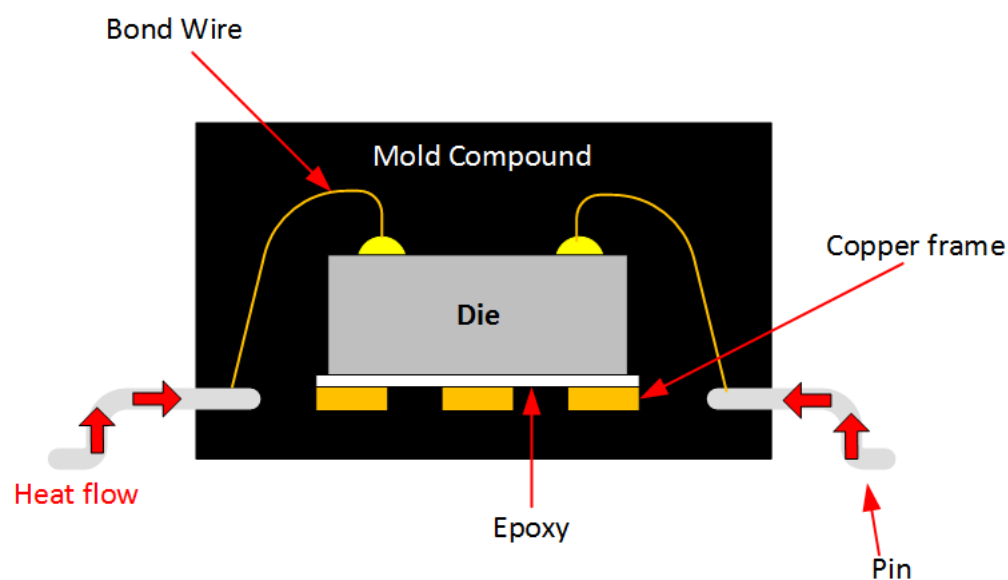 Bond Wire
Mold Compound
Copper frame
Die
Heat flow
Epoxy
Pin